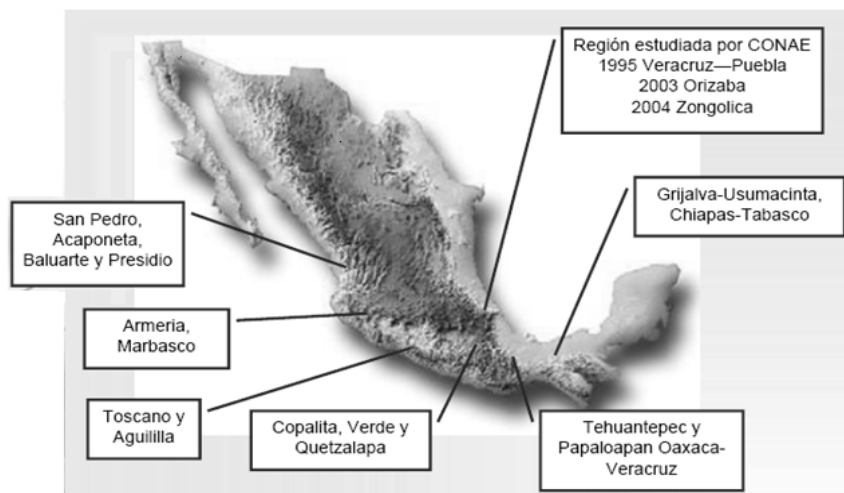 Región estudiada por CONAE
1995 Veracruz—Puebla
2003 Orizaba
2004 Zongolica
Grijalva-Usumacinta,
Chiapas-Tabasco
San Pedro,
Acaponeta,
Baluarte y Presidio
Armeria,
Marbasco
Toscano y
Aguililla
Copalita, Verde y
Quetzalapa
Tehuantepec y
Papaloapan Oaxaca-
Veracruz